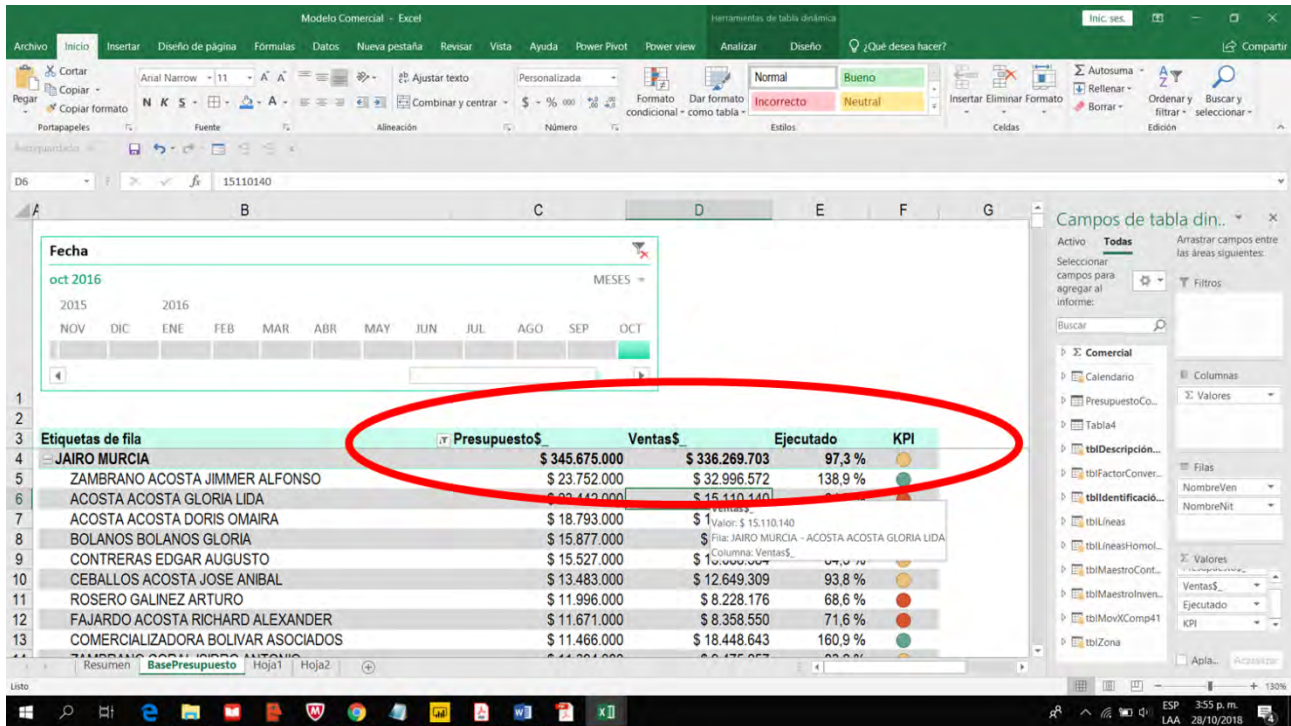 Modelo Comercial - Excel
Herramientas de tabla dinámica
Inic. ses.
Archivo Inicio Insertar Diseño de página Fórmulas Datos Nueva pestaña Revisar Vista Ayuda Power Pivot Power view Analizar Diseño ¿Qué desea hacer? Compartir
Pegar
Cortar
Copiar
Copiar formato
Portapapeles
Arial Narrow 11
N K S
Fuente
Ajustar texto
Combinar y centrar
Alineación
Personalizada
$ - % 000
Número
Formato condicional
Dar formato como tabla
Normal Bueno
Incorrecto Neutral
Estilos
Insertar Eliminar Formato
Celdas
Autosuma
Rellenar
Borrar
Ordenar y filtrar
Buscar y seleccionar
Edición
D6 fx 15110140
A B C D E F G
Fecha
oct 2016 MESES
2015 2016
NOV DIC ENE FEB MAR ABR MAY JUN JUL AGO SEP OCT
1
2
3 Etiquetas de fila Presupuesto$_ Ventas$_ Ejecutado KPI
4 JAIRO MURCIA $ 345.675.000 $ 336.269.703 97,3 %
5 ZAMBRANO ACOSTA JIMMER ALFONSO $ 23.752.000 $ 32.996.572 138,9 %
6 ACOSTA ACOSTA GLORIA LIDA $ 15.110.140
7 ACOSTA ACOSTA DORIS OMAIRA $ 18.793.000 $ 1
8 BOLANOS BOLANOS GLORIA $ 15.877.000 $
9 CONTRERAS EDGAR AUGUSTO $ 15.527.000
10 CEBALLOS ACOSTA JOSE ANIBAL $ 13.483.000 $ 12.649.309 93,8 %
11 ROSERO GALINEZ ARTURO $ 11.996.000 $ 8.228.176 68,6 %
12 FAJARDO ACOSTA RICHARD ALEXANDER $ 11.671.000 $ 8.358.550 71,6 %
13 COMERCIALIZADORA BOLIVAR ASOCIADOS $ 11.466.000 $ 18.448.643 160,9 %
Ventas$_
Valor: $ 15.110.140
Fila: JAIRO MURCIA - ACOSTA ACOSTA GLORIA LIDA
Columna: Ventas$_
Campos de tabla din..
Activo Todas
Seleccionar
campos para
agregar al
informe:
Buscar
Σ Comercial
Calendario
PresupuestoCo...
Tabla4
tblDescripción...
tblFactorConver...
tblIdentificació...
tblLíneas
tblLíneasHomol...
tblMaestroCont...
tblMaestroInven...
tblMovXComp41
tblZona
Arrastrar campos entre
las áreas siguientes:
Filtros
Columnas
Σ Valores
Filas
NombreVen
NombreNit
Σ Valores
Ventas$_
Ejecutado
KPI
Apla... Actualizar
Resumen BasePresupuesto Hoja1 Hoja2
Listo
130%
ESP
LAA
3:55 p. m.
28/10/2018